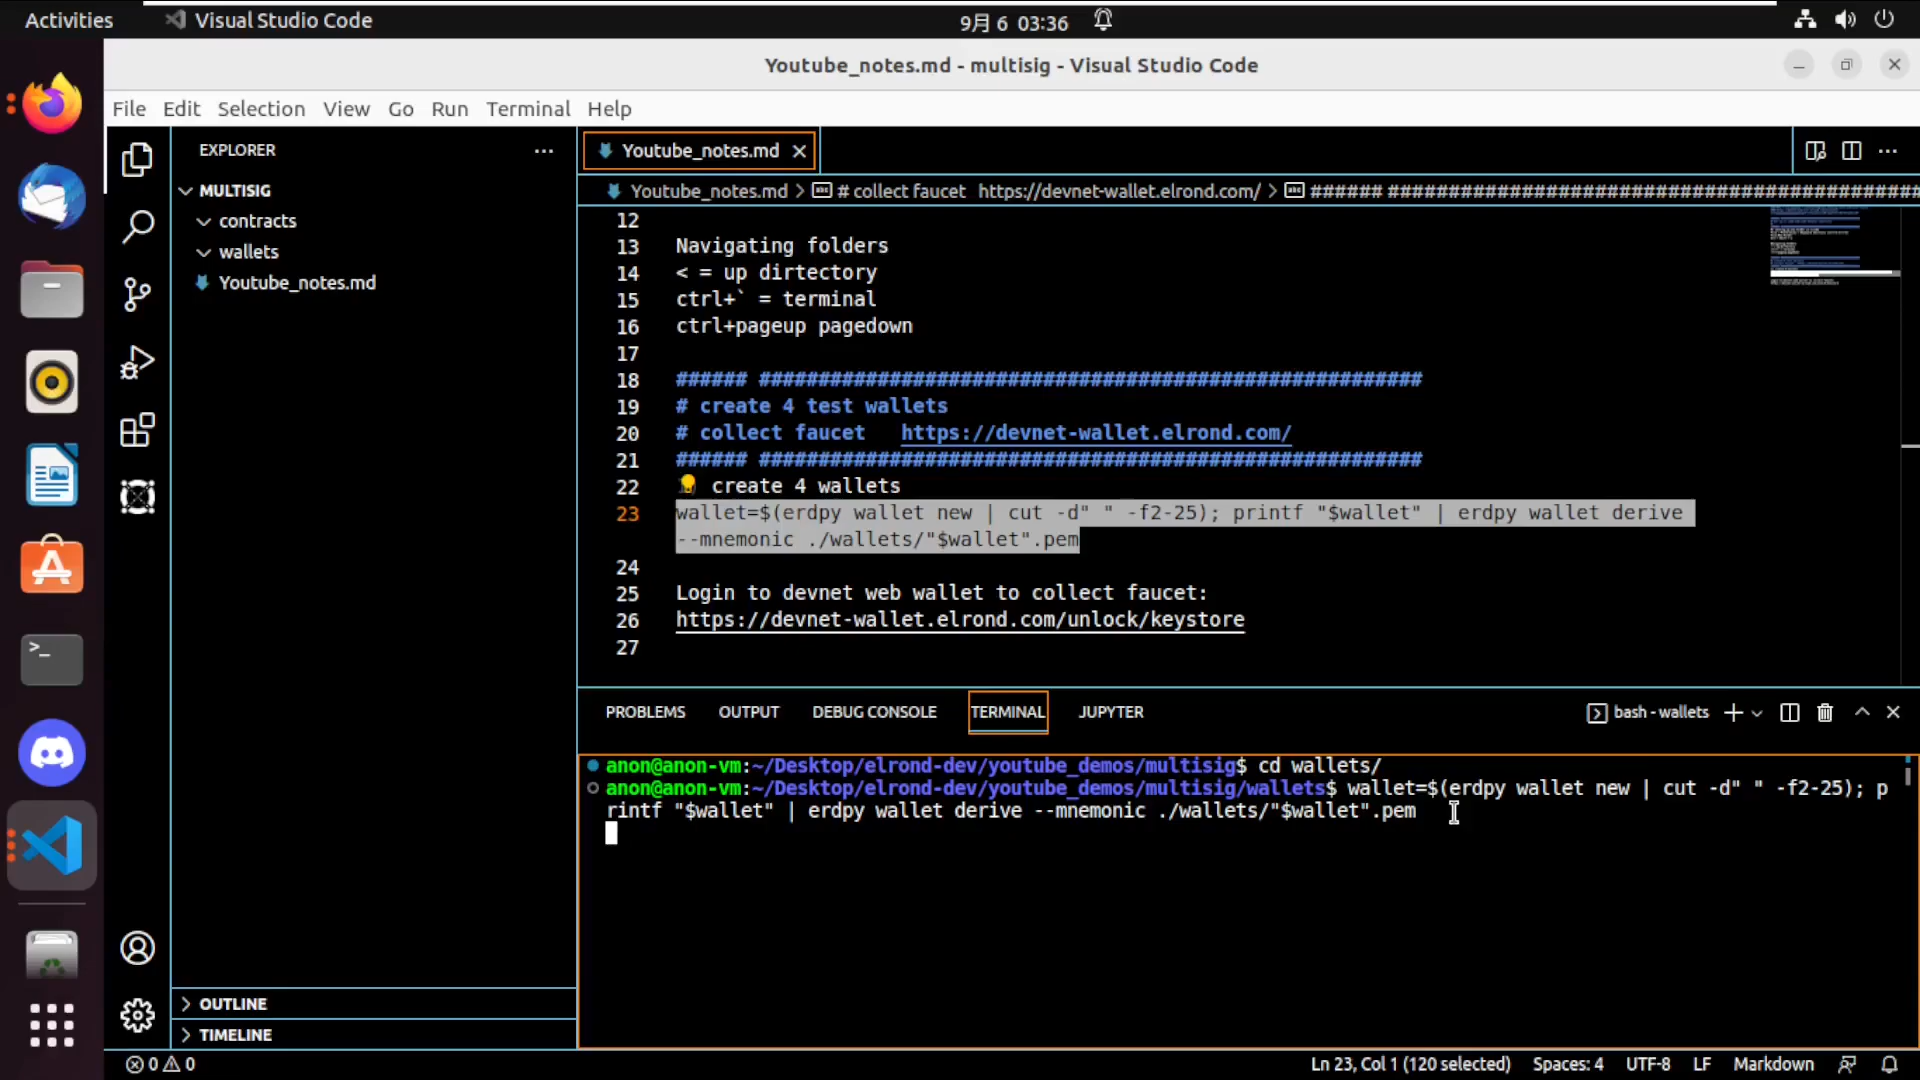 Activities
Visual Studio Code
9月 6 03:36
Youtube_notes.md - multisig - Visual Studio Code
File Edit Selection View Go Run Terminal Help
EXPLORER
MULTISIG
contracts
wallets
Youtube_notes.md
OUTLINE
TIMELINE
Youtube_notes.md
Youtube_notes.md > # collect faucet https://devnet-wallet.elrond.com/ >
12
13 Navigating folders
14 < = up dirtectory
15 ctrl+` = terminal
16 ctrl+pageup pagedown
17
18 ###### ########################################################
19 # create 4 test wallets
20 # collect faucet https://devnet-wallet.elrond.com/
21 ###### ########################################################
22 create 4 wallets
23 wallet=$(erdpy wallet new | cut -d" " -f2-25); printf "$wallet" | erdpy wallet derive
--mnemonic ./wallets/"$wallet".pem
24
25 Login to devnet web wallet to collect faucet:
26 https://devnet-wallet.elrond.com/unlock/keystore
27
PROBLEMS OUTPUT DEBUG CONSOLE TERMINAL JUPYTER
bash - wallets
anon@anon-vm:~/Desktop/elrond-dev/youtube_demos/multisig$ cd wallets/
anon@anon-vm:~/Desktop/elrond-dev/youtube_demos/multisig/wallets$ wallet=$(erdpy wallet new | cut -d" " -f2-25); p
rintf "$wallet" | erdpy wallet derive --mnemonic ./wallets/"$wallet".pem
0 0
Ln 23, Col 1 (120 selected) Spaces: 4 UTF-8 LF Markdown